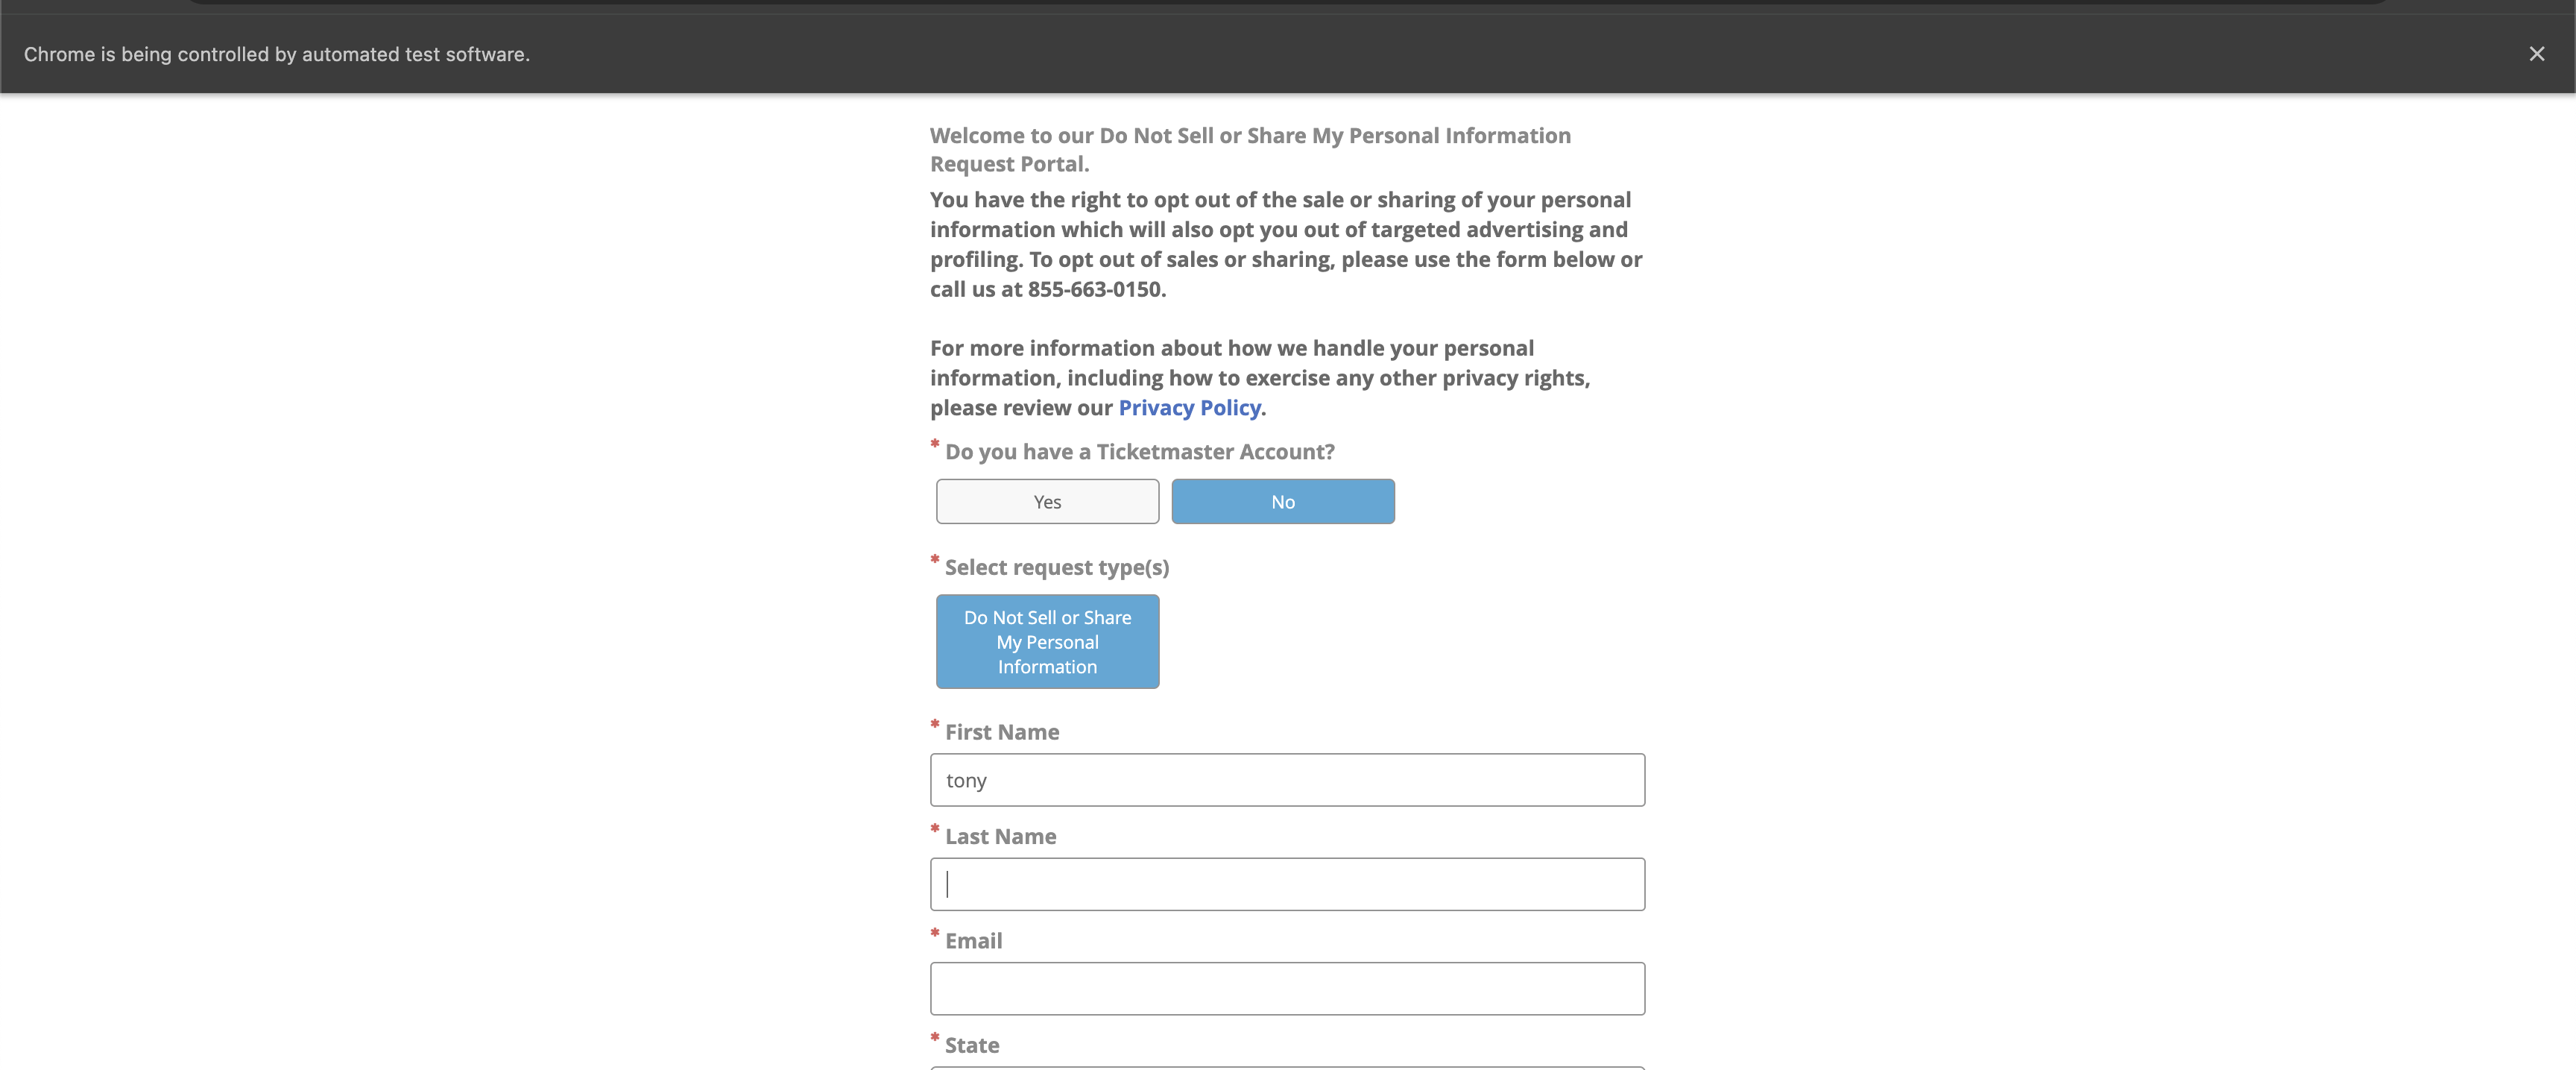 Chrome is being controlled by automated test software.
Welcome to our Do Not Sell or Share My Personal Information
Request Portal.
You have the right to opt out of the sale or sharing of your personal
information which will also opt you out of targeted advertising and
profiling. To opt out of sales or sharing, please use the form below or
call us at 855-663-0150.
For more information about how we handle your personal
information, including how to exercise any other privacy rights,
please review our Privacy Policy.
* Do you have a Ticketmaster Account?
Yes No
* Select request type(s)
Do Not Sell or Share
My Personal
Information
* First Name
tony
* Last Name
* Email
* State